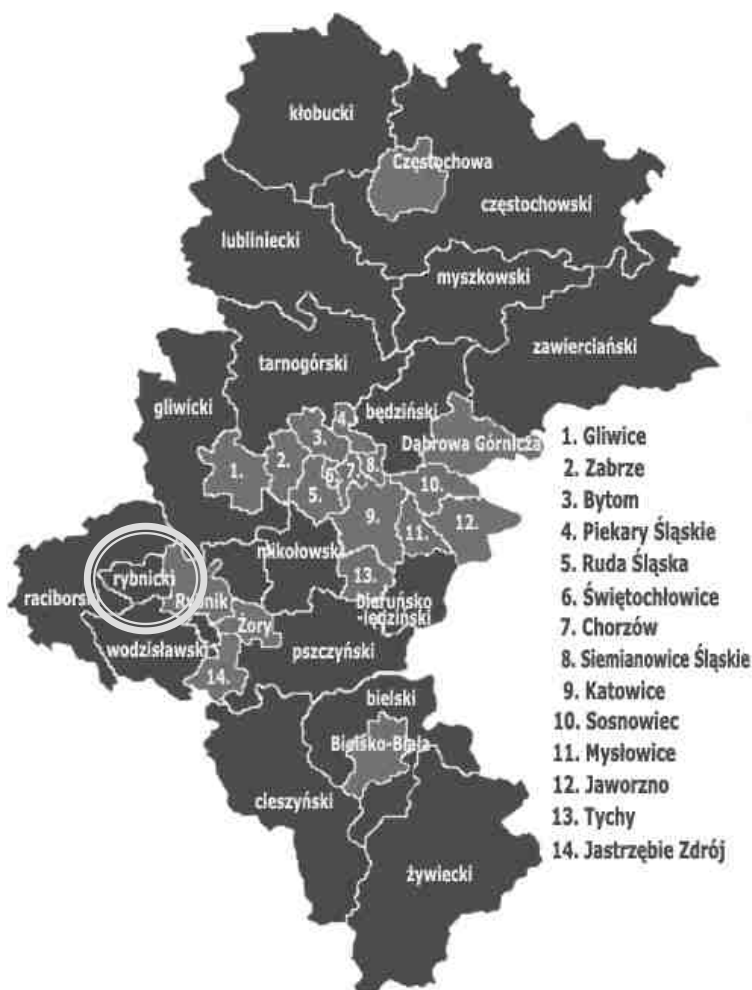 kłobucki
Częstochowa
częstochowski
lubliniecki
myszkowski
zawierciański
tarnogórski
gliwicki
będziński
Dąbrowa Górnicza
4.
3.
1.
2.
8.
7.
6.
5.
10.
9.
11.
12.
mikołowski
13.
rybnicki
raciborski
Rybnik
Bieruńsko
-lędziński
Żory
wodzisławski
pszczyński
14.
bielski
Bielsko-Biała
cieszyński
żywiecki
1. Gliwice
2. Zabrze
3. Bytom
4. Piekary Śląskie
5. Ruda Śląska
6. Świętochłowice
7. Chorzów
8. Siemianowice Śląskie
9. Katowice
10. Sosnowiec
11. Mysłowice
12. Jaworzno
13. Tychy
14. Jastrzębie Zdrój